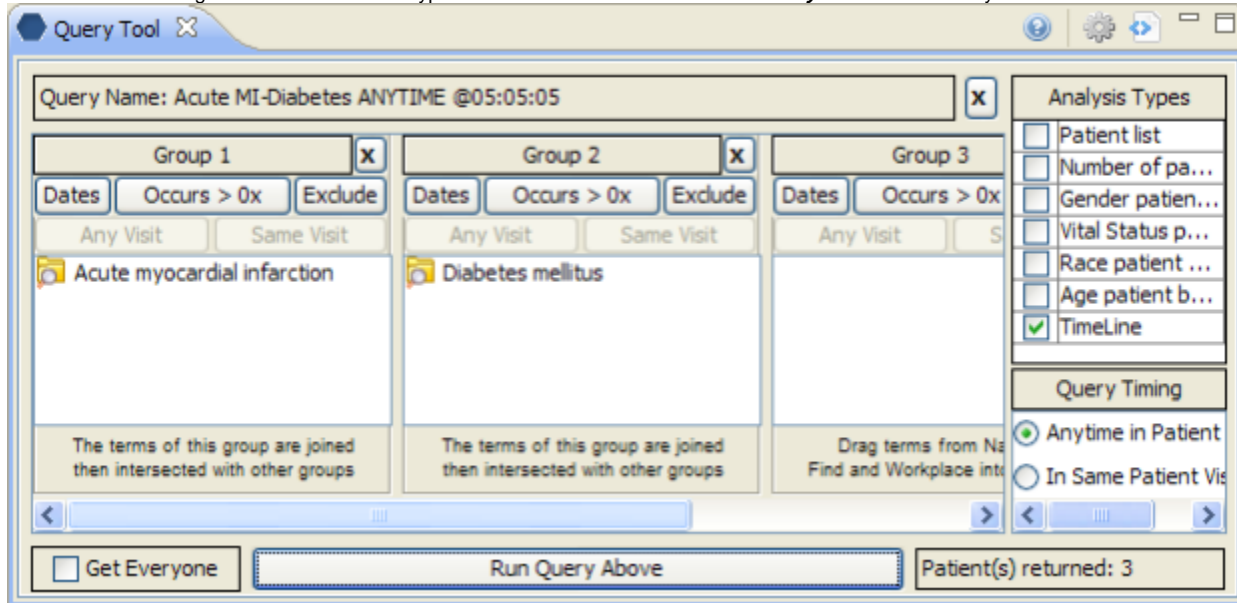 Query Tool
Query Name: Acute MI-Diabetes ANYTIME @05:05:05
x
Analysis Types
Patient list
Number of pa...
Gender patien...
Vital Status p...
Race patient ...
Age patient b...
TimeLine
Group 1
x
Group 2
x
Group 3
Dates
Occurs > 0x
Exclude
Dates
Occurs > 0x
Exclude
Dates
Occurs > 0x
Any Visit
Same Visit
Any Visit
Same Visit
Any Visit
S
Acute myocardial infarction
Diabetes mellitus
The terms of this group are joined
then intersected with other groups
The terms of this group are joined
then intersected with other groups
Drag terms from Na
Find and Workplace into
Query Timing
Anytime in Patient
In Same Patient Vis
Get Everyone
Run Query Above
Patient(s) returned: 3